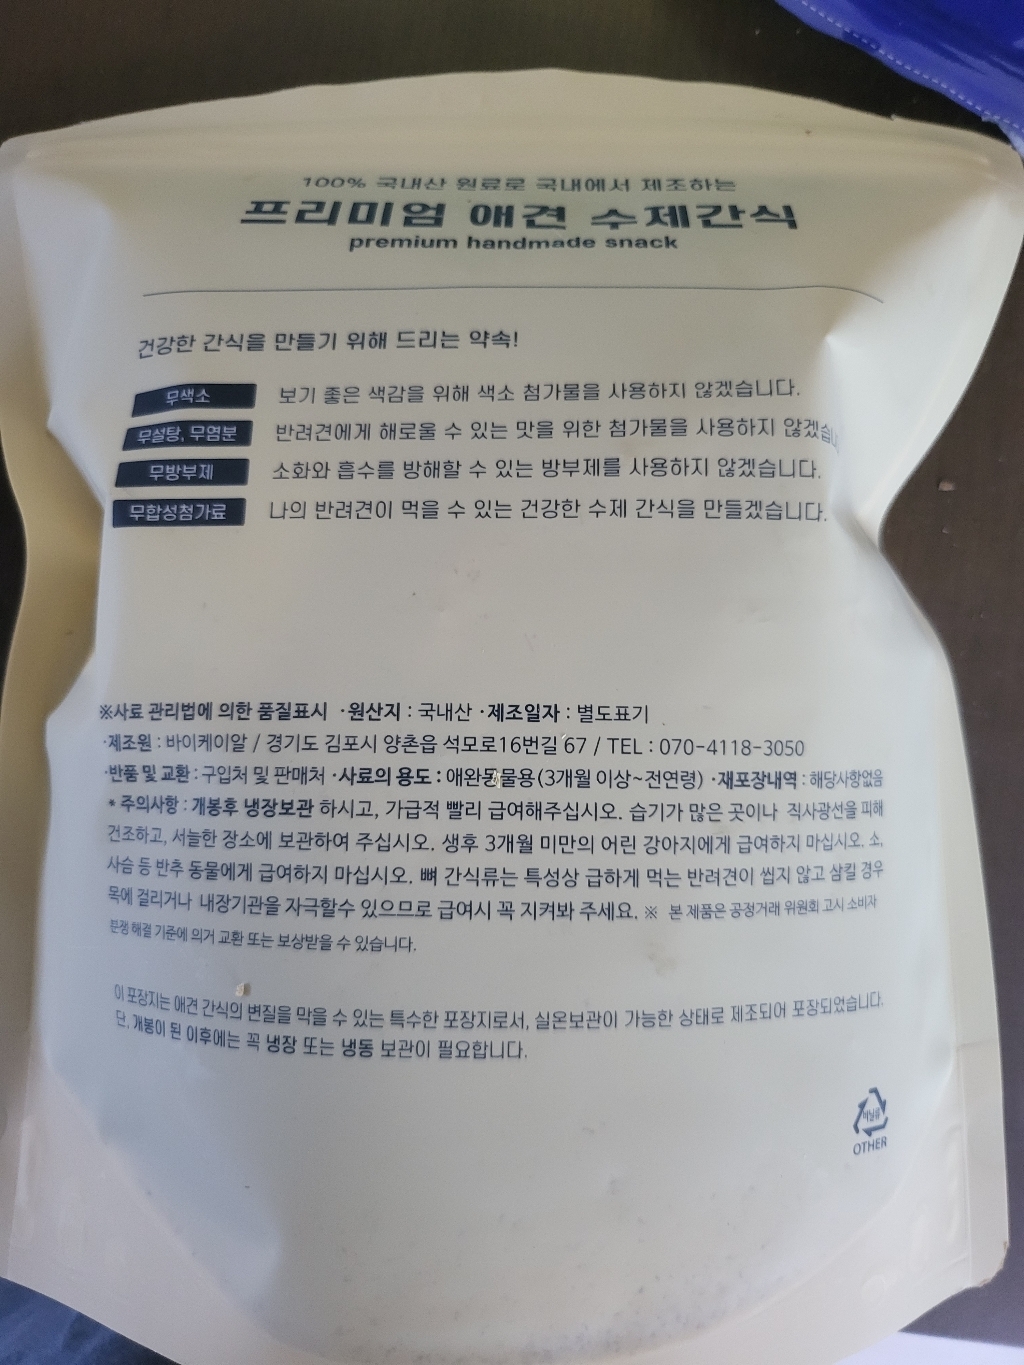 100% 국내산 원료로 국내에서 제조하는
프리미엄 애견 수제간식
premium handmade snack
건강한 간식을 만들기 위해 드리는 약속!
무색소 보기 좋은 색감을 위해 색소 첨가물을 사용하지 않겠습니다.
무설탕, 무염분 반려견에게 해로울 수 있는 맛을 위한 첨가물을 사용하지 않겠습니
무방부제 소화와 흡수를 방해할 수 있는 방부제를 사용하지 않겠습니다.
무합성첨가료 나의 반려견이 먹을 수 있는 건강한 수제 간식을 만들겠습니다.
※사료 관리법에 의한 품질표시 ·원산지 : 국내산 ·제조일자 : 별도표기
·제조원 : 바이케이알 / 경기도 김포시 양촌읍 석모로16번길 67 / TEL : 070-4118-3050
·반품 및 교환 : 구입처 및 판매처 ·사료의 용도 : 애완동물용(3개월 이상~전연령) ·재포장내역 : 해당사항없음
* 주의사항 : 개봉후 냉장보관 하시고, 가급적 빨리 급여해주십시오. 습기가 많은 곳이나 직사광선을 피해
건조하고, 서늘한 장소에 보관하여 주십시오. 생후 3개월 미만의 어린 강아지에게 급여하지 마십시오. 소,
사슴 등 반추 동물에게 급여하지 마십시오. 뼈 간식류는 특성상 급하게 먹는 반려견이 씹지 않고 삼킬 경우
목에 걸리거나 내장기관을 자극할수 있으므로 급여시 꼭 지켜봐 주세요. ※ 본 제품은 공정거래 위원회 고시 소비자
분쟁 해결 기준에 의거 교환 또는 보상받을 수 있습니다.
이 포장지는 애견 간식의 변질을 막을 수 있는 특수한 포장지로서, 실온보관이 가능한 상태로 제조되어 포장되었습니다.
단, 개봉이 된 이후에는 꼭 냉장 또는 냉동 보관이 필요합니다.
비닐류
OTHER